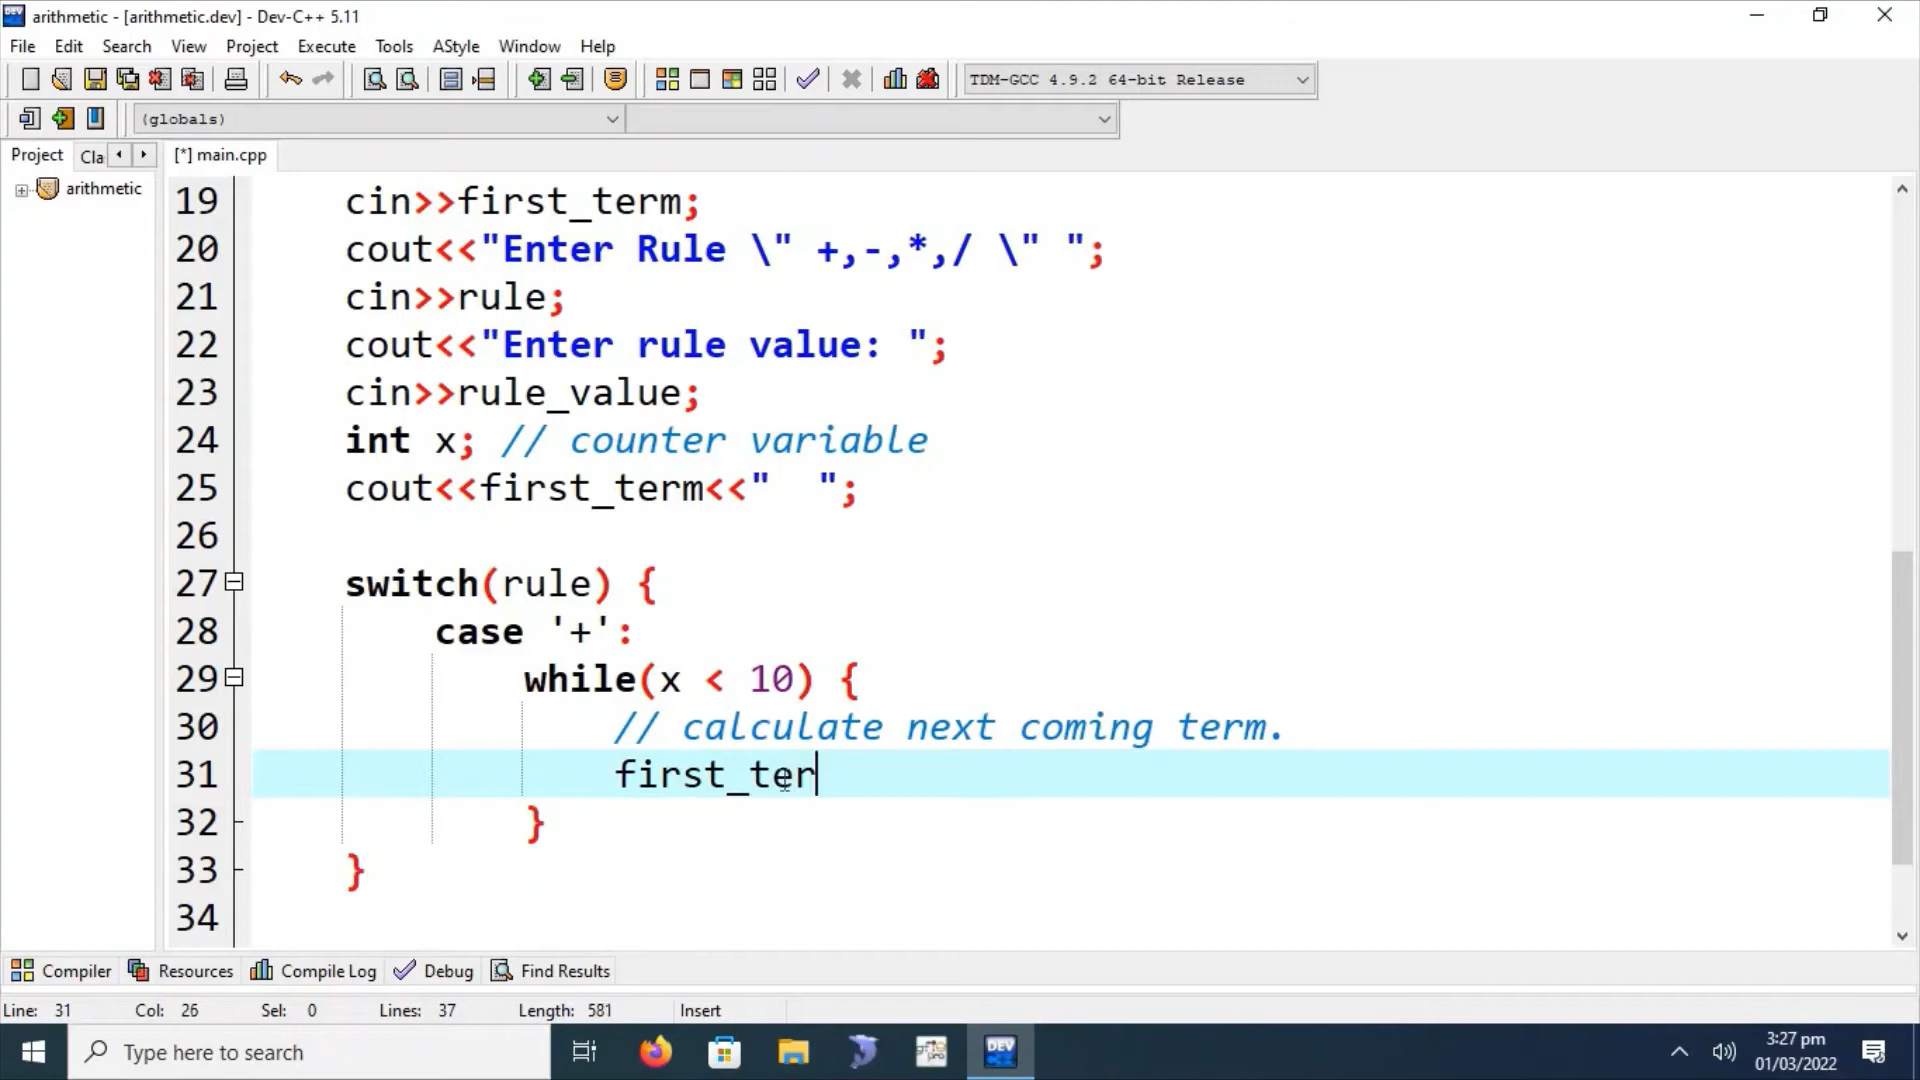 arithmetic - [arithmetic.dev] - Dev-C++ 5.11
File Edit Search View Project Execute Tools AStyle Window Help
TDM-GCC 4.9.2 64-bit Release
(globals)
Project Cla [*] main.cpp
arithmetic
19 cin>>first_term;
20 cout<<"Enter Rule \" +,-,*,/ \" ";
21 cin>>rule;
22 cout<<"Enter rule value: ";
23 cin>>rule_value;
24 int x; // counter variable
25 cout<<first_term<<"  ";
26
27 switch(rule) {
28 case '+':
29 while(x < 10) {
30 // calculate next coming term.
31 first_ter
32 }
33 }
34
Compiler Resources Compile Log Debug Find Results
Line: 31 Col: 26 Sel: 0 Lines: 37 Length: 581 Insert
Type here to search
DEV
3:27 pm
01/03/2022